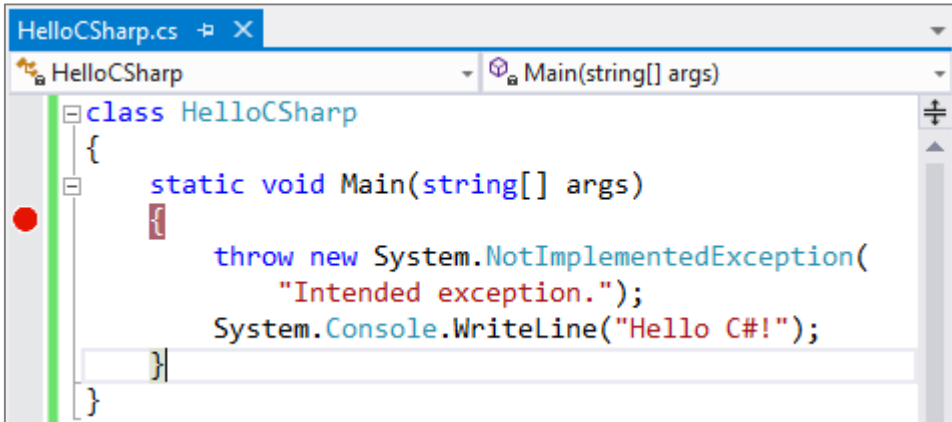 HelloCSharp.cs
HelloCSharp Main(string[] args)
class HelloCSharp
{
    static void Main(string[] args)
    {
        throw new System.NotImplementedException(
            "Intended exception.");
        System.Console.WriteLine("Hello C#!");
    }
}